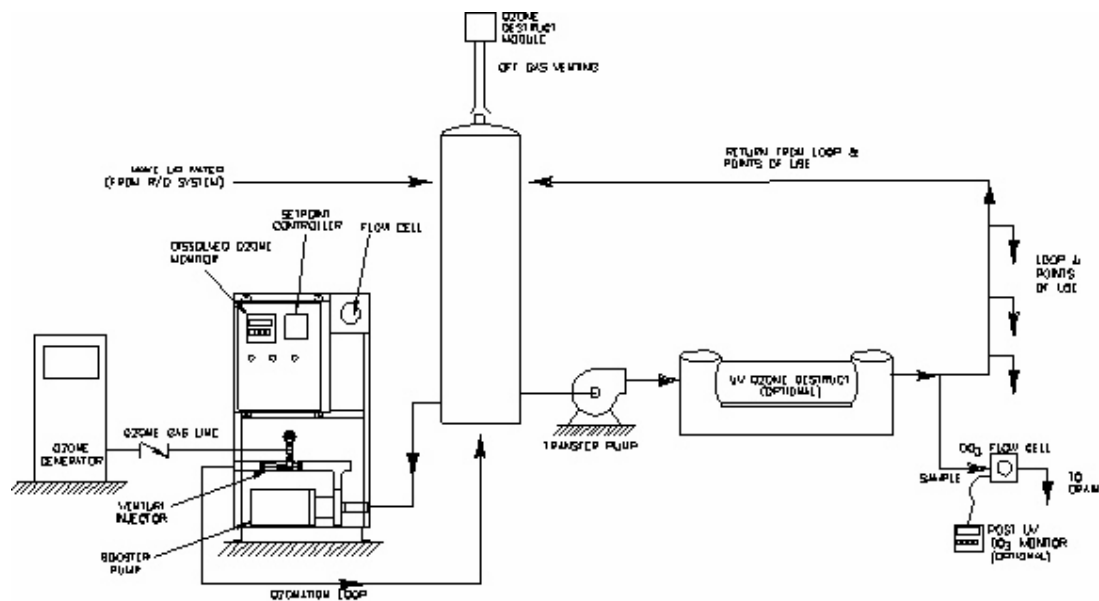 OZONE
DESTRUCT
MODULE
OFF GAS VENTING
MAKE UP WATER
(FROM R/O SYSTEM)
RETURN FROM LOOP &
POINTS OF USE
SETPOINT
CONTROLLER
FLOW CELL
DISSOLVED OZONE
MONITOR
LOOP &
POINTS
OF USE
UV OZONE DESTRUCT
(OPTIONAL)
OZONE GAS LINE
OZONE
GENERATOR
TRANSFER PUMP
DO3 FLOW CELL
SAMPLE
TO
DRAIN
VENTURI
INJECTOR
POST UV
DO3 MONITOR
(OPTIONAL)
BOOSTER
PUMP
OZONATION LOOP